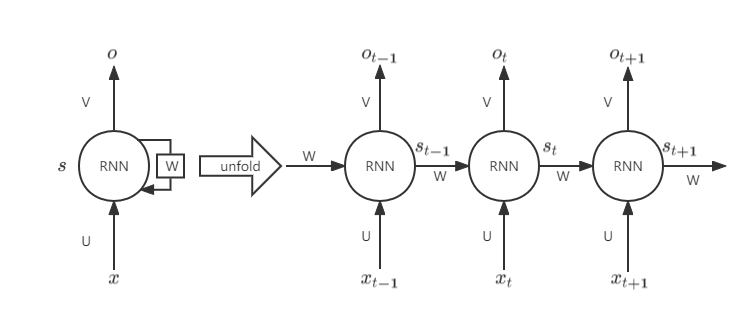 o o_{t-1} o_t o_{t+1}
V V V V
W s_{t-1} s_t s_{t+1}
s RNN W unfold RNN RNN RNN
W W W
U U U U
x x_{t-1} x_t x_{t+1}